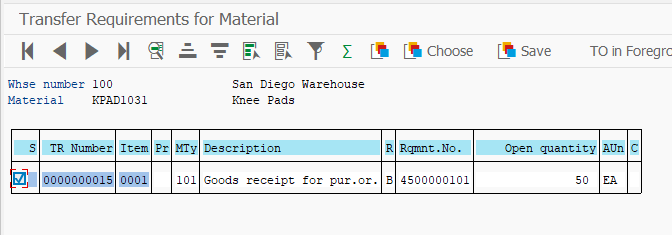 Transfer Requirements for Material
Σ Choose Save TO in Foregro
Whse number 100 San Diego Warehouse
Material KPAD1031 Knee Pads
S TR Number Item Pr MTy Description R Rqmnt.No. Open quantity AUn C
0000000015 0001 101 Goods receipt for pur.or. B 4500000101 50 EA